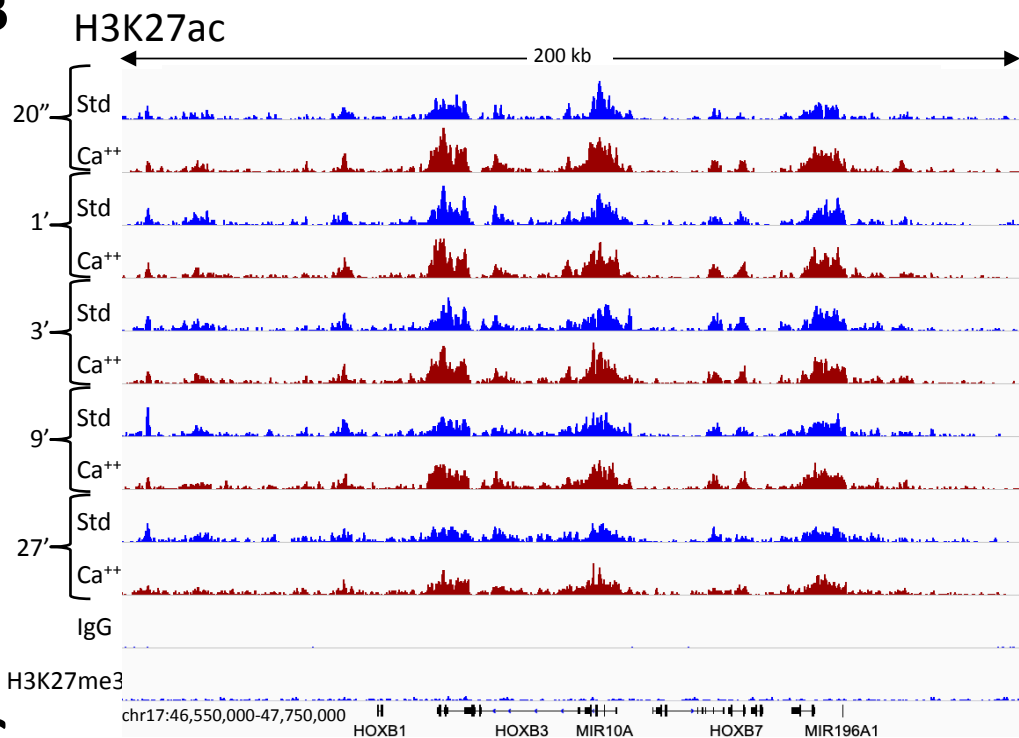 H3K27ac
200 kb
20” Std
Ca++
1’ Std
Ca++
3’ Std
Ca++
9’ Std
Ca++
27’ Std
Ca++
IgG
H3K27me3
chr17:46,550,000-47,750,000
HOXB1 HOXB3 MIR10A HOXB7 MIR196A1